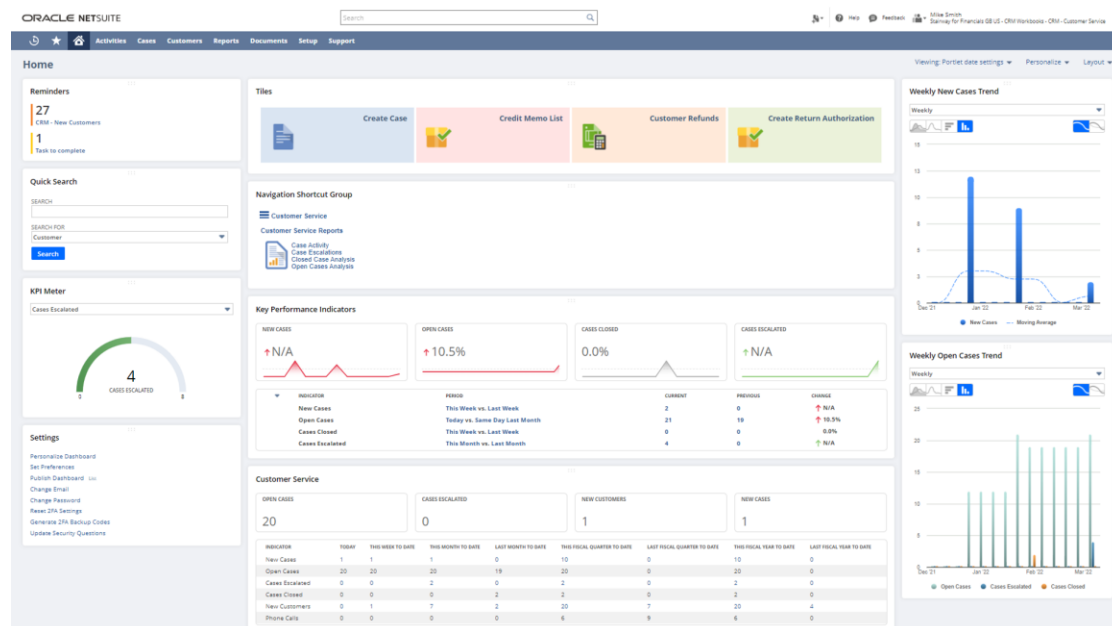 ORACLE NETSUITE
Search
Help
Feedback
Mike Smith
Stairway for Financials GB US - CRM Workbooks - CRM - Customer Service
Activities Cases Customers Reports Documents Setup Support
Home
Viewing: Portlet date settings
Personalize
Layout
Reminders
27
CRM - New Customers
1
Task to complete
Quick Search
SEARCH
SEARCH FOR
Customer
Search
KPI Meter
Cases Escalated
4
CASES ESCALATED
0 8
Settings
Personalize Dashboard
Set Preferences
Publish Dashboard
Change Email
Change Password
Reset 2FA Settings
Generate 2FA Backup Codes
Update Security Questions
Tiles
Create Case
Credit Memo List
Customer Refunds
Create Return Authorization
Navigation Shortcut Group
Customer Service
Customer Service Reports
Case Activity
Case Escalations
Closed Case Analysis
Open Cases Analysis
Key Performance Indicators
NEW CASES
N/A
OPEN CASES
10.5%
CASES CLOSED
0.0%
CASES ESCALATED
N/A
INDICATOR PERIOD CURRENT PREVIOUS CHANGE
New Cases This Week vs. Last Week 2 0 N/A
Open Cases Today vs. Same Day Last Month 21 19 10.5%
Cases Closed This Week vs. Last Week 0 0 0.0%
Cases Escalated This Month vs. Last Month 4 0 N/A
Customer Service
OPEN CASES
20
CASES ESCALATED
0
NEW CUSTOMERS
1
NEW CASES
1
INDICATOR TODAY THIS WEEK TO DATE THIS MONTH TO DATE LAST MONTH TO DATE THIS FISCAL QUARTER TO DATE LAST FISCAL QUARTER TO DATE THIS FISCAL YEAR TO DATE LAST FISCAL YEAR TO DATE
New Cases 1 1 1 0 10 0 10 0
Open Cases 20 20 20 19 20 0 20 0
Cases Escalated 0 0 2 0 2 0 2 0
Cases Closed 0 0 0 2 2 0 2 0
New Customers 0 1 7 2 20 7 20 4
Phone Calls 0 0 0 0 6 9 6 0
Weekly New Cases Trend
Weekly
Dec '21 Jan '22 Feb '22 Mar '22
New Cases Moving Average
Weekly Open Cases Trend
Weekly
Dec '21 Jan '22 Feb '22 Mar '22
Open Cases Cases Escalated Cases Closed